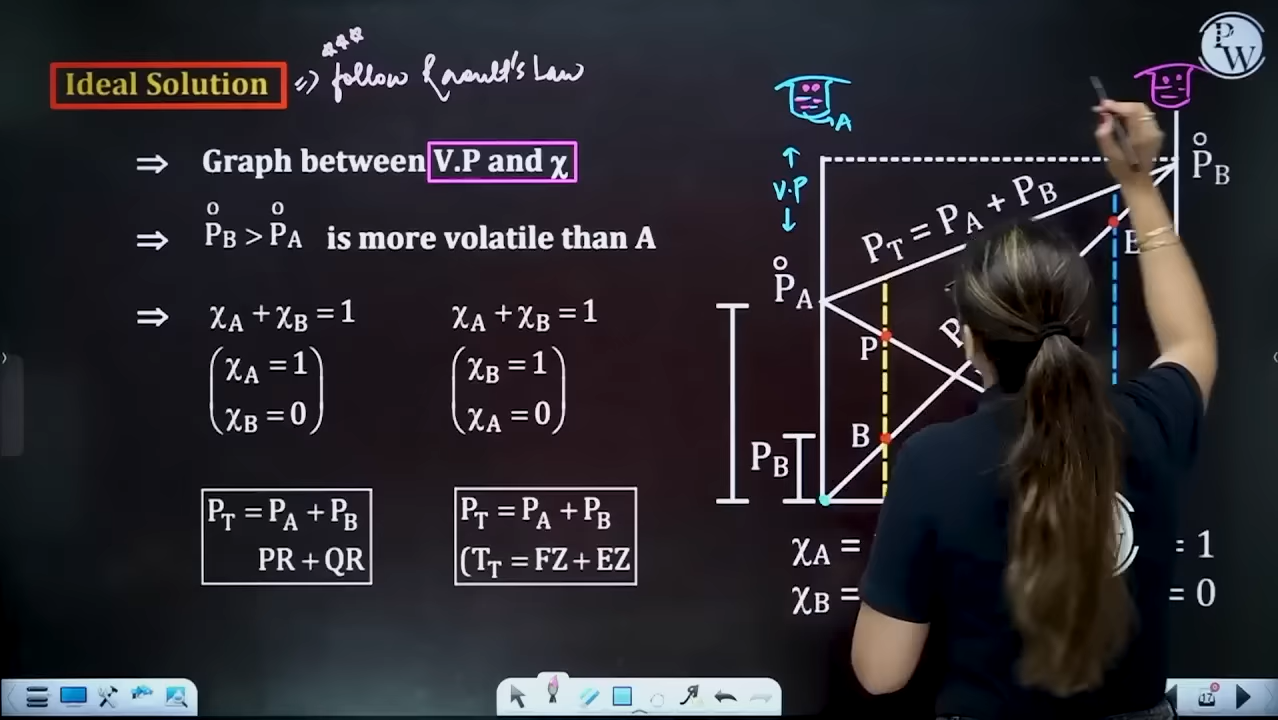 Ideal Solution => follow Raoult's Law
⇒ Graph between V.P and χ
⇒ P̊B > P̊A is more volatile than A
⇒ χA + χB = 1
(χA = 1
χB = 0)
χA + χB = 1
(χB = 1
χA = 0)
PT = PA + PB
PR + QR
PT = PA + PB
(TT = FZ + EZ
PW
A
V.P
P̊B
PT = PA + PB
P̊A
P
B
PB
χA =
= 1
χB =
= 0
17